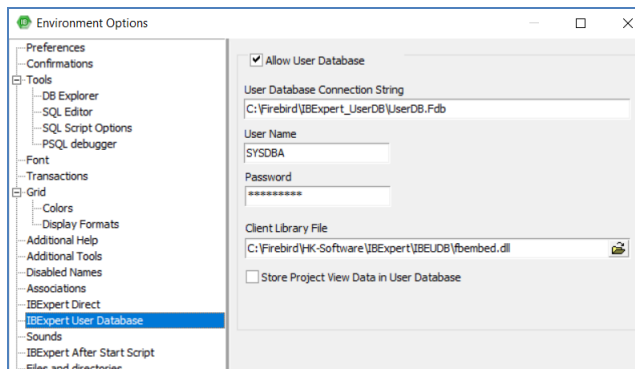 Environment Options
Preferences
Confirmations
Tools
DB Explorer
SQL Editor
SQL Script Options
PSQL debugger
Font
Transactions
Grid
Colors
Display Formats
Additional Help
Additional Tools
Disabled Names
Associations
IBExpert Direct
IBExpert User Database
Sounds
IBExpert After Start Script
Files and directories
Allow User Database
User Database Connection String
C:\Firebird\IBExpert_UserDB\UserDB.Fdb
User Name
SYSDBA
Password
*********
Client Library File
C:\Firebird\HK-Software\IBExpert\IBEUDB\fbembed.dll
Store Project View Data in User Database